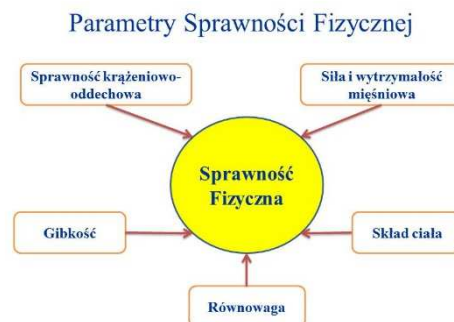 Parametry Sprawności Fizycznej
Sprawność krążeniowo-
oddechowa
Siła i wytrzymałość
mięśniowa
Sprawność
Fizyczna
Gibkość
Skład ciała
Równowaga